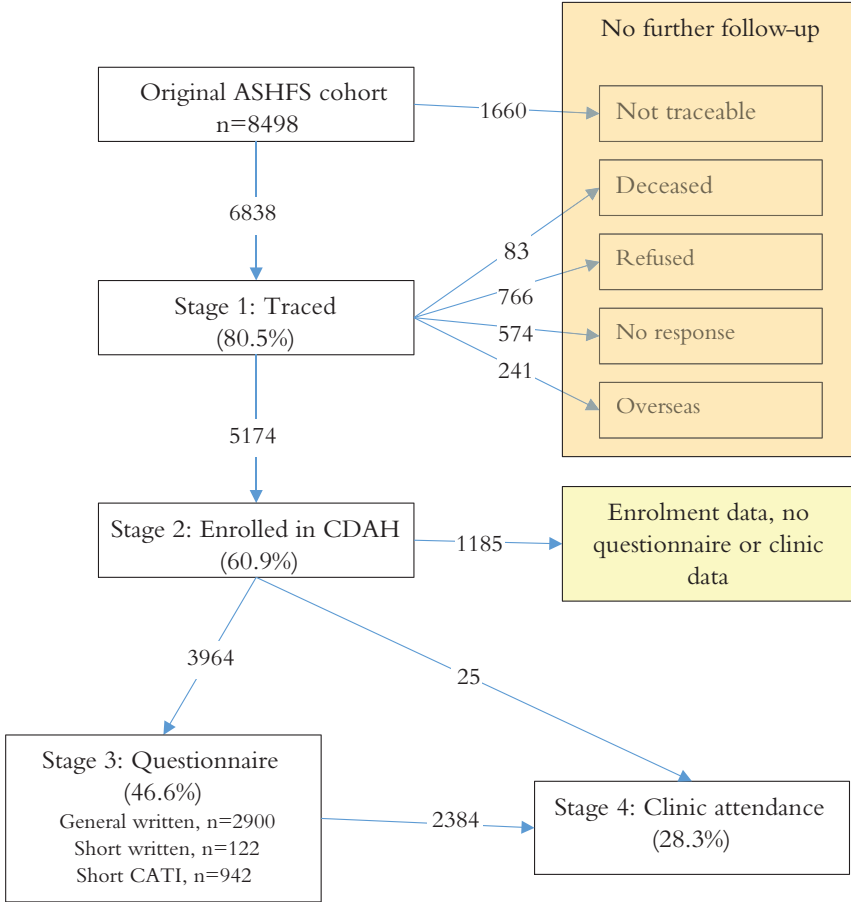 No further follow-up
Original ASHFS cohort
n=8498
1660
Not traceable
Deceased
6838
83
Refused
766
Stage 1: Traced
(80.5%)
574
No response
241
Overseas
5174
Stage 2: Enrolled in CDAH
(60.9%)
1185
Enrolment data, no
questionnaire or clinic
data
3964
25
Stage 3: Questionnaire
(46.6%)
General written, n=2900
Short written, n=122
Short CATI, n=942
2384
Stage 4: Clinic attendance
(28.3%)